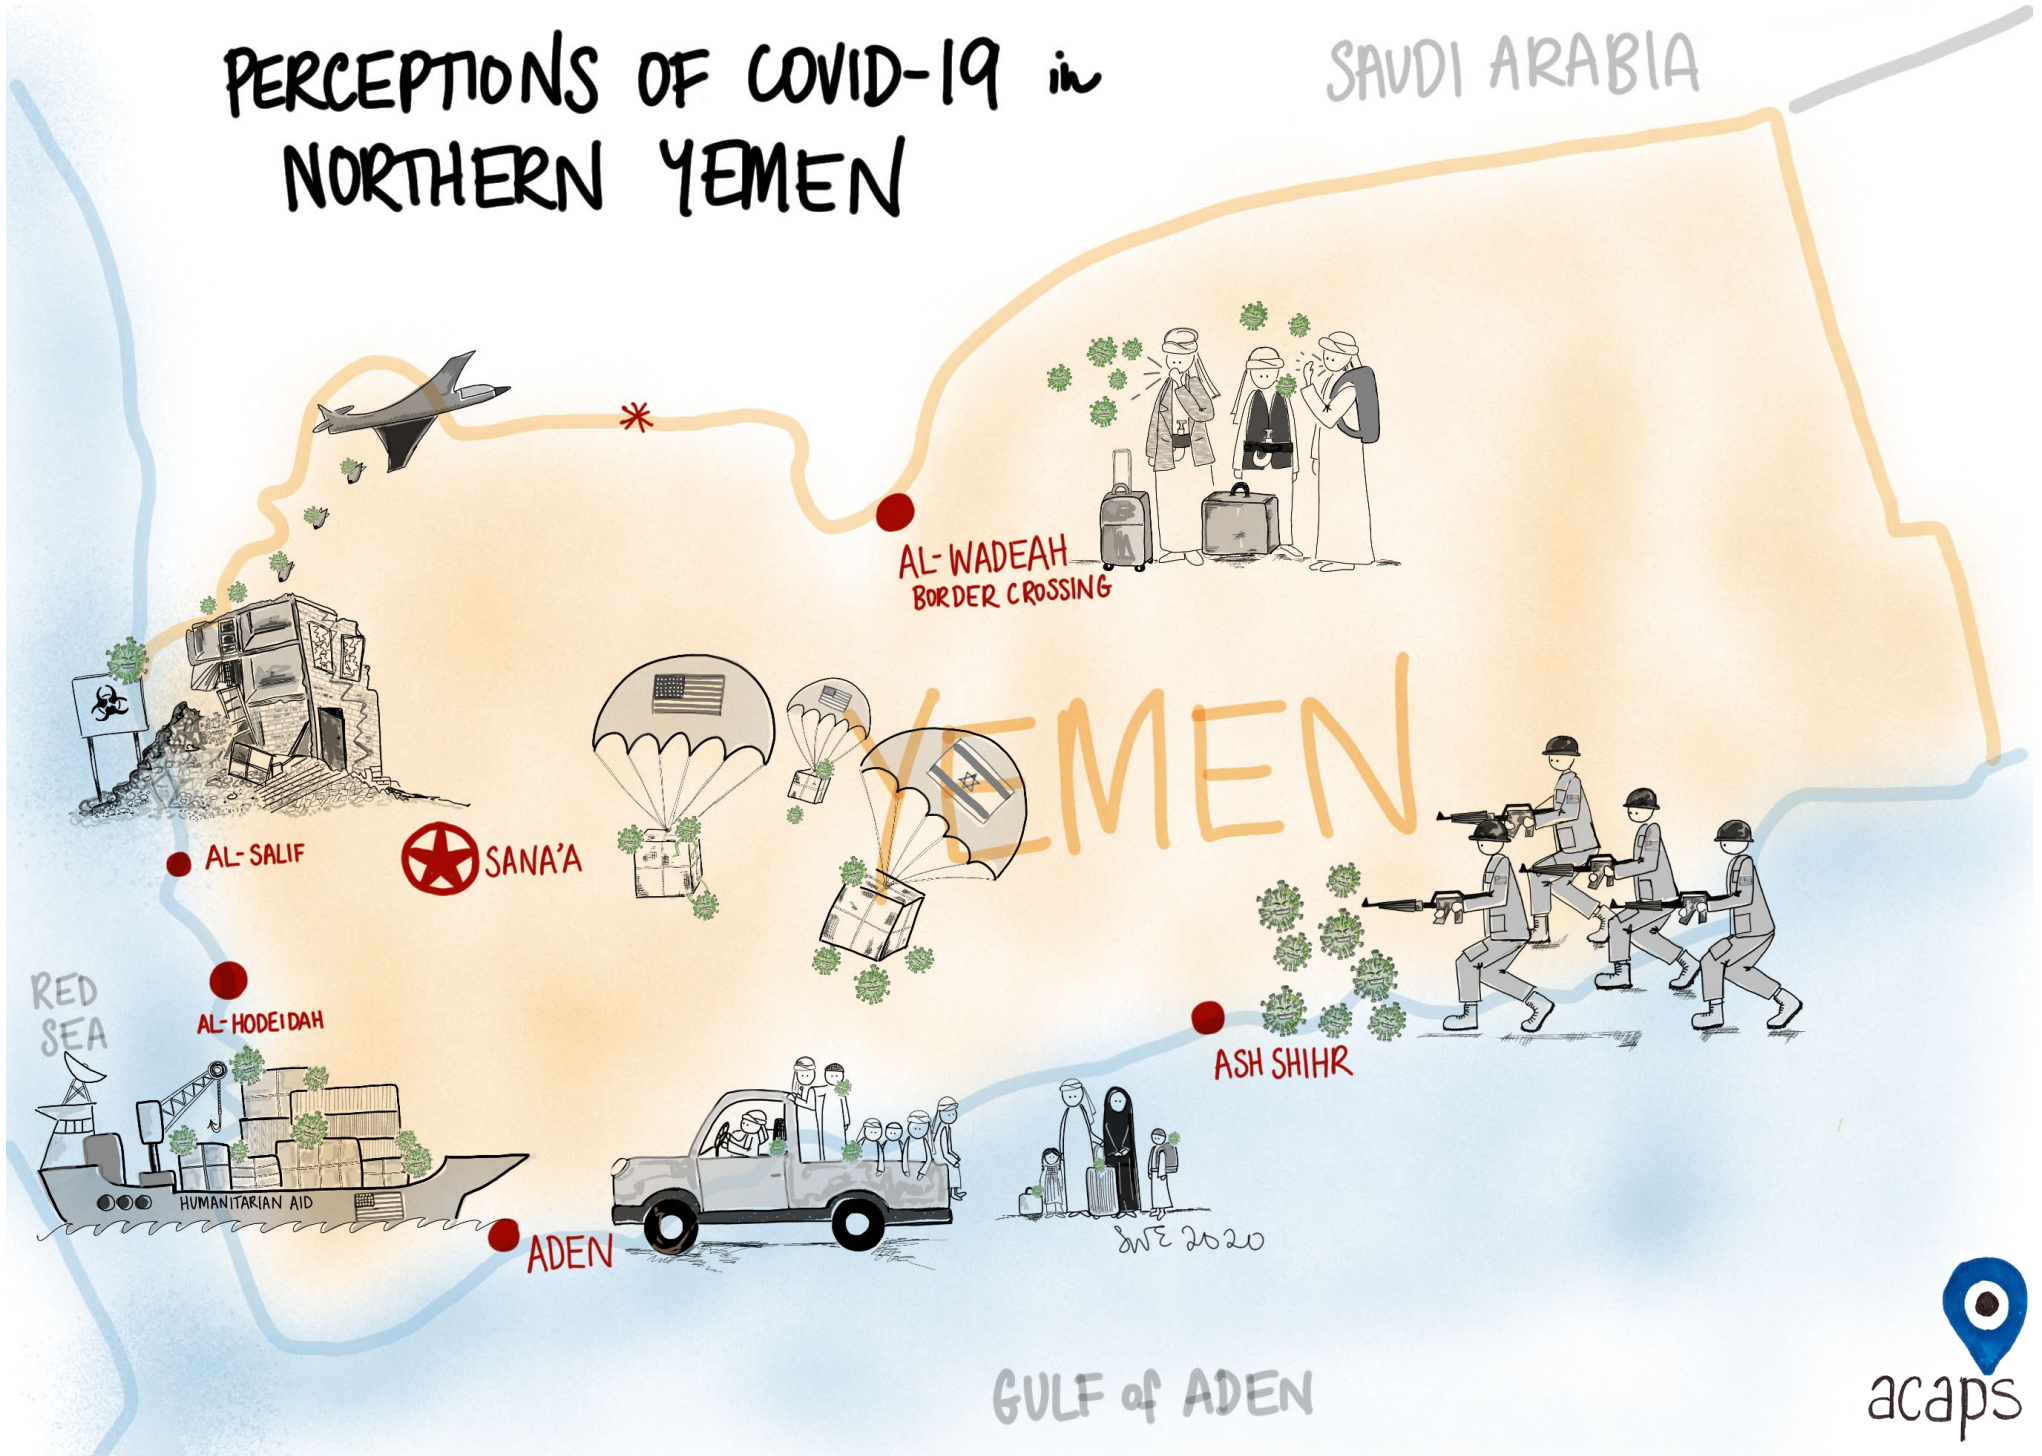 PERCEPTIONS OF COVID-19 in
NORTHERN YEMEN
SAUDI ARABIA
AL-WADEAH
BORDER CROSSING
YEMEN
AL-SALIF
SANA'A
RED
SEA
AL-HODEIDAH
ASH SHIHR
HUMANITARIAN AID
ADEN
SWE 2020
GULF of ADEN
acaps